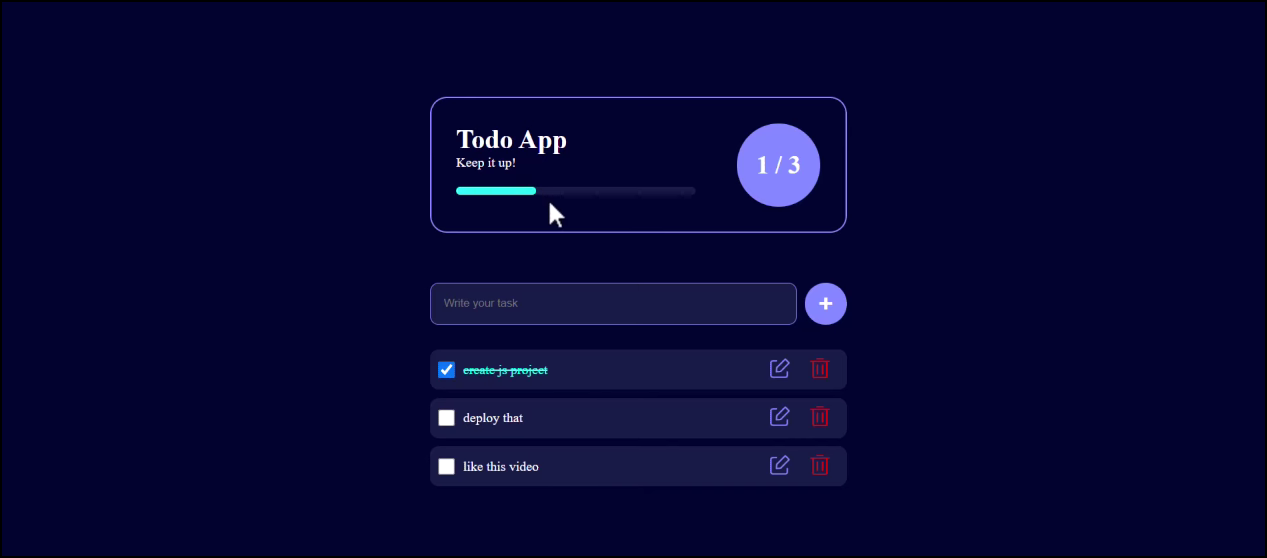 Todo App
Keep it up!
1 / 3
Write your task
+
create js project
deploy that
like this video